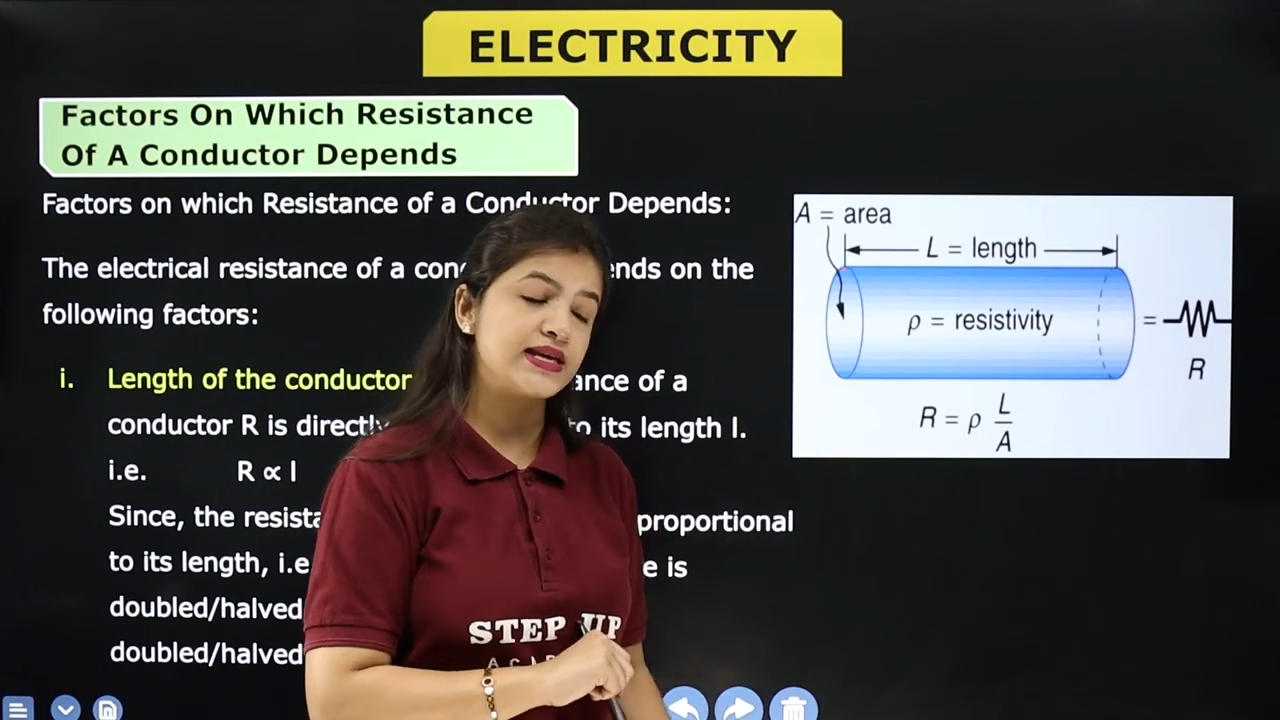 ELECTRICITY
Factors On Which Resistance
Of A Conductor Depends
Factors on which Resistance of a Conductor Depends:
The electrical resistance of a con ends on the
following factors:
i. Length of the conductor ance of a
conductor R is directly to its length l.
i.e. R ∝ l
Since, the resista proportional
to its length, i.e. e is
doubled/halved
doubled/halved
A = area
L = length
ρ = resistivity
=
R
R = ρ L/A
STEP UP